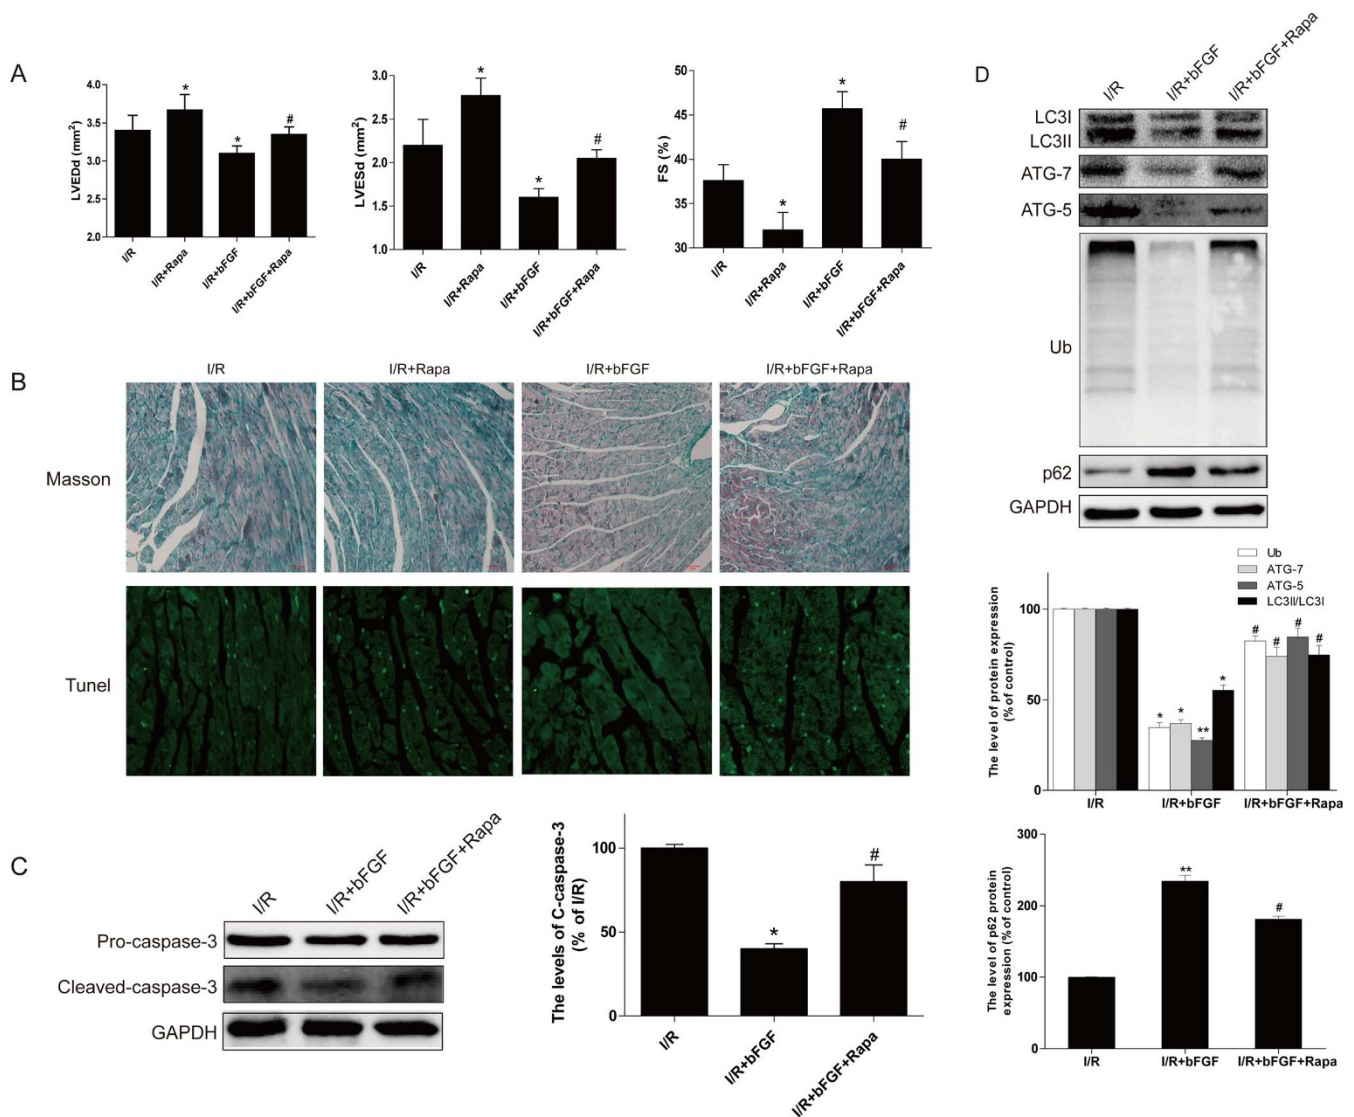 A
LVEDd (mm²)
4.0
3.5
3.0
2.5
2.0
*
*
#
I/R
I/R+Rapa
I/R+bFGF
I/R+bFGF+Rapa
LVESd (mm²)
3.0
2.5
2.0
1.5
1.0
*
*
#
I/R
I/R+Rapa
I/R+bFGF
I/R+bFGF+Rapa
FS (%)
50
45
40
35
30
*
*
#
I/R
I/R+Rapa
I/R+bFGF
I/R+bFGF+Rapa
B
I/R
I/R+Rapa
I/R+bFGF
I/R+bFGF+Rapa
Masson
Tunel
C
I/R
I/R+bFGF
I/R+bFGF+Rapa
Pro-caspase-3
Cleaved-caspase-3
GAPDH
The levels of C-caspase-3
(% of I/R)
100
50
0
*
#
I/R
I/R+bFGF
I/R+bFGF+Rapa
D
I/R
I/R+bFGF
I/R+bFGF+Rapa
LC3I
LC3II
ATG-7
ATG-5
Ub
p62
GAPDH
Ub
ATG-7
ATG-5
LC3II/LC3I
The level of protein expression
(%of control)
100
50
0
* * ** *
# # # #
I/R
I/R+bFGF
I/R+bFGF+Rapa
The level of p62 protein
expression (% of control)
300
200
100
0
**
#
I/R
I/R+bFGF
I/R+bFGF+Rapa